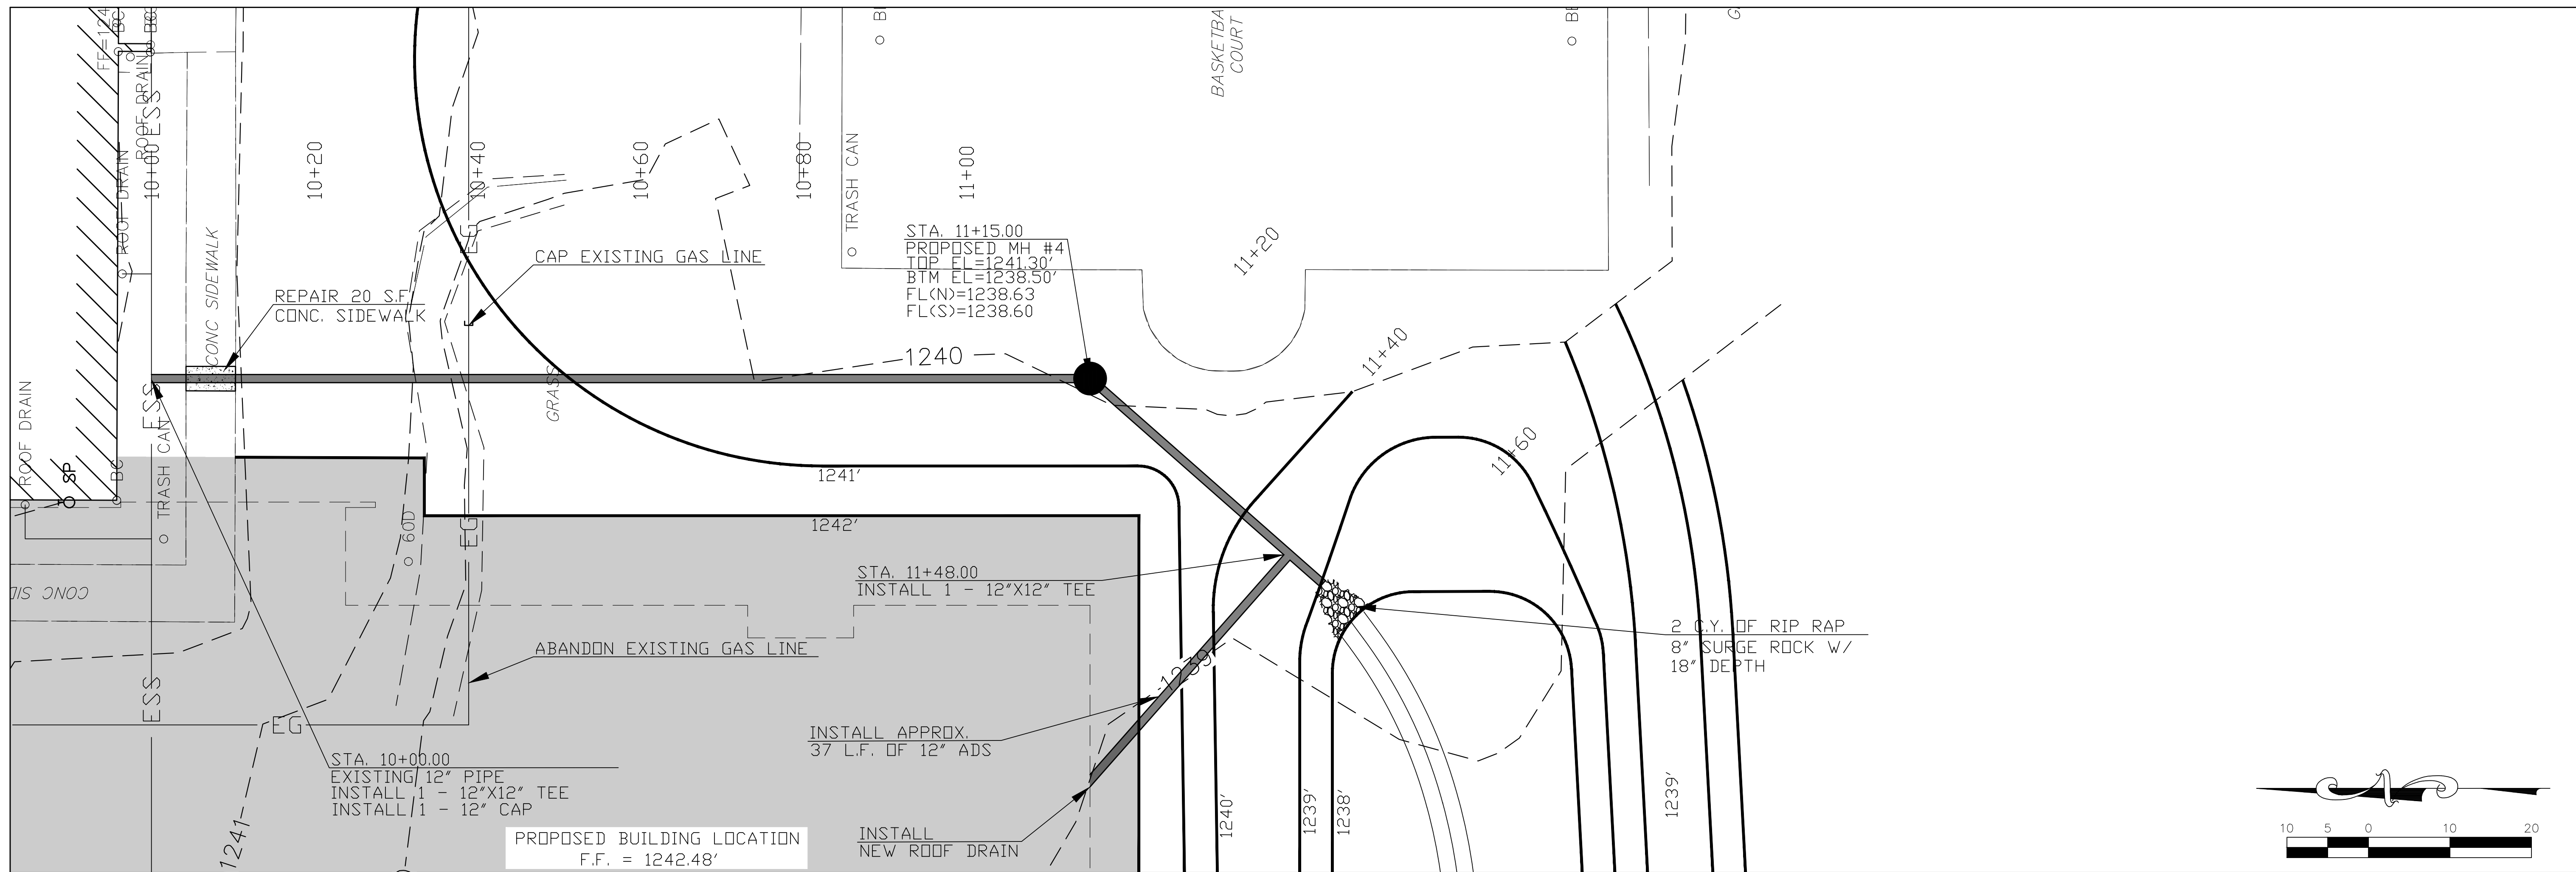 FF=124
BC
BC
ROOF DRAIN
ROOF DRAIN
ESS
10+00
10+20
10+40
10+60
10+80
11+00
TRASH CAN
BASKETBA
COURT
11+20
11+40
11+60
CONC SIDEWALK
EG
CAP EXISTING GAS LINE
STA. 11+15.00
PROPOSED MH #4
TOP EL=1241.30'
BTM EL=1238.50'
FL(N)=1238.63
FL(S)=1238.60
REPAIR 20 S.F.
CONC. SIDEWALK
1240
GRASS
ROOF DRAIN
SP
BC
ESS
TRASH CAN
1241'
1242'
60D
EG
CONC SID
STA. 11+48.00
INSTALL 1 - 12"X12" TEE
2 C.Y. OF RIP RAP
8" SURGE ROCK W/
18" DEPTH
ABANDON EXISTING GAS LINE
1239
ESS
EG
INSTALL APPROX.
37 L.F. OF 12" ADS
STA. 10+00.00
EXISTING 12" PIPE
INSTALL 1 - 12"X12" TEE
INSTALL 1 - 12" CAP
1241
PROPOSED BUILDING LOCATION
F.F. = 1242.48'
INSTALL
NEW ROOF DRAIN
1240'
1239'
1238'
1239'
10 5 0 10 20